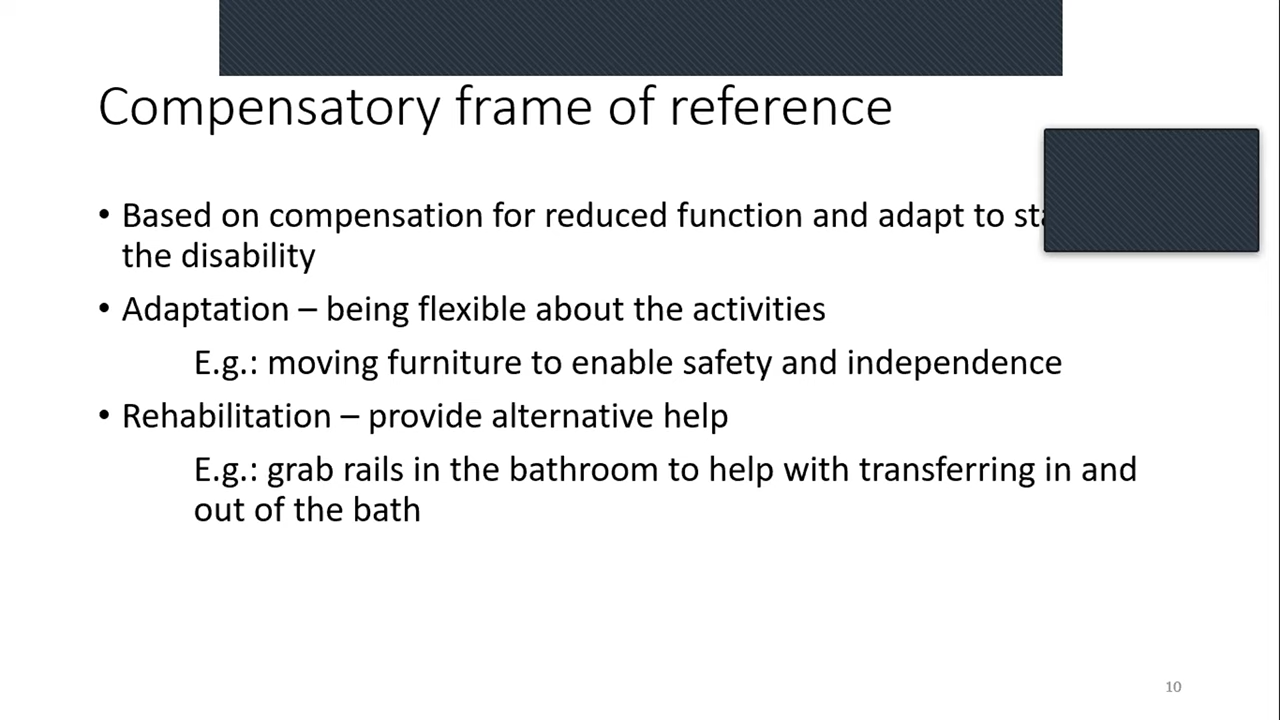 Compensatory frame of reference
• Based on compensation for reduced function and adapt to
the disability
• Adaptation – being flexible about the activities
E.g.: moving furniture to enable safety and independence
• Rehabilitation – provide alternative help
E.g.: grab rails in the bathroom to help with transferring in and
out of the bath
10